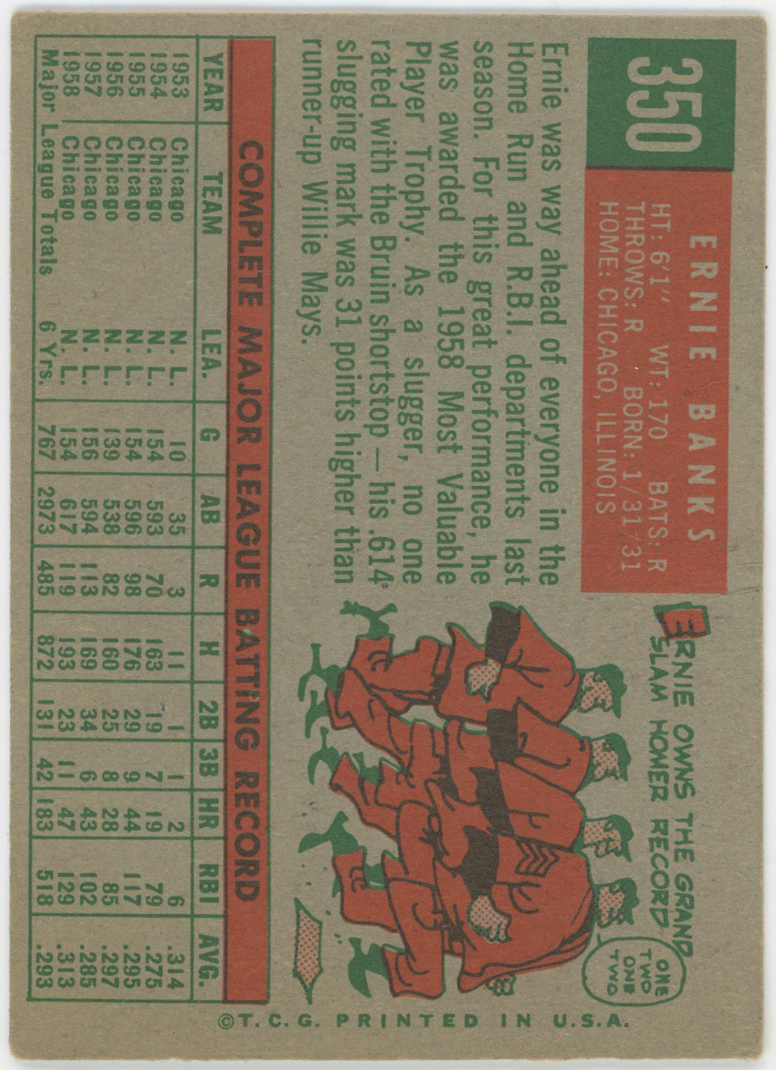 350
ERNIE BANKS
HT: 6'1" WT: 170 BATS: R
THROWS: R BORN: 1/31/31
HOME: CHICAGO, ILLINOIS
Ernie was way ahead of everyone in the
Home Run and R.B.I. departments last
season. For this great performance, he
was awarded the 1958 Most Valuable
Player Trophy. As a slugger, no one
rated with the Bruin shortstop — his .614
slugging mark was 31 points higher than
runner-up Willie Mays.
ERNIE OWNS THE GRAND
SLAM HOMER RECORD
ONE
TWO
ONE
TWO
COMPLETE MAJOR LEAGUE BATTING RECORD
YEAR TEAM LEA. G AB R H 2B 3B HR RBI AVG.
1953 Chicago N. L. 10 35 3 11 1 1 2 6 .314
1954 Chicago N. L. 154 593 70 163 19 7 19 79 .275
1955 Chicago N. L. 154 596 98 176 29 9 44 117 .295
1956 Chicago N. L. 139 538 82 160 25 8 28 85 .297
1957 Chicago N. L. 156 594 113 169 34 6 43 102 .285
1958 Chicago N. L. 154 617 119 193 23 11 47 129 .313
Major League Totals 6 Yrs. 767 2973 485 872 131 42 183 518 .293
©T.C.G. PRINTED IN U.S.A.